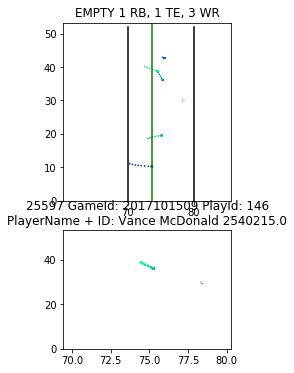 EMPTY 1 RB, 1 TE, 3 WR
50
40
30
20
10
0
70 80
25597 GameId: 2017101509 PlayId: 146
PlayerName + ID: Vance McDonald 2540215.0
40
20
0
70.0 72.5 75.0 77.5 80.0